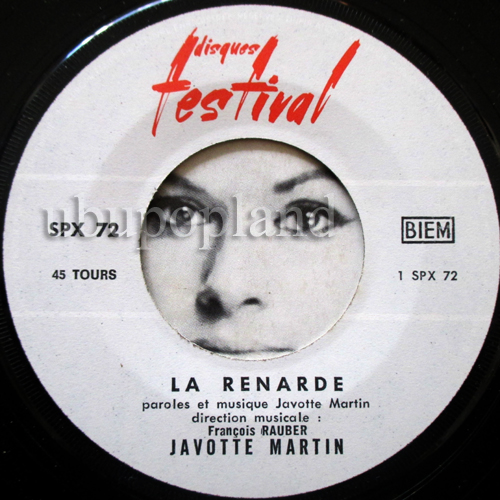 disques
festival
ubupopland
SPX 72
BIEM
45 TOURS
1 SPX 72
LA RENARDE
paroles et musique Javotte Martin
direction musicale :
François RAUBER
JAVOTTE MARTIN